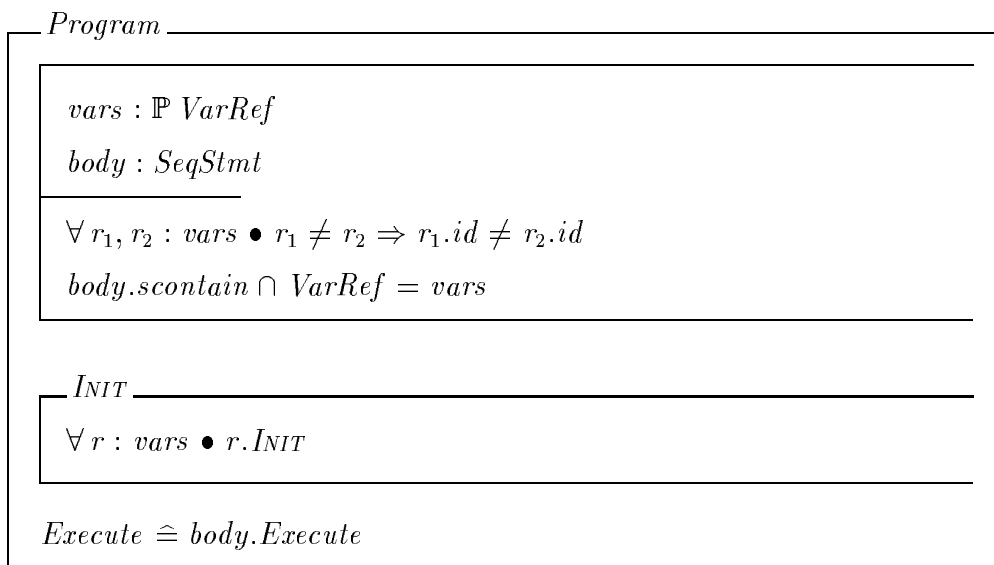 Program
vars : ℙ VarRef
body : SeqStmt
∀ r₁, r₂ : vars • r₁ ≠ r₂ ⇒ r₁.id ≠ r₂.id
body.scontain ∩ VarRef = vars
INIT
∀ r : vars • r.INIT
Execute ≙ body.Execute